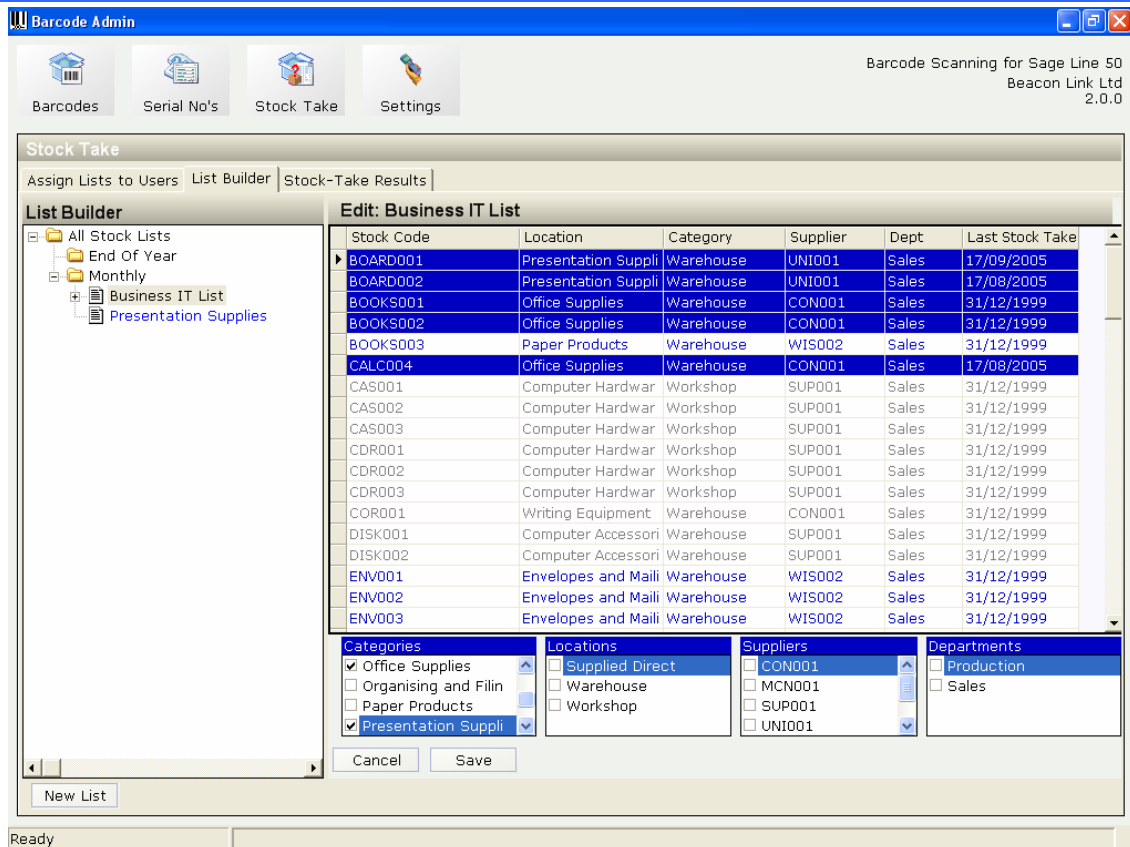 Barcode Admin
Barcodes Serial No's Stock Take Settings
Barcode Scanning for Sage Line 50
Beacon Link Ltd
2.0.0
Stock Take
Assign Lists to Users List Builder Stock-Take Results
List Builder
All Stock Lists
End Of Year
Monthly
Business IT List
Presentation Supplies
Edit: Business IT List
Stock Code Location Category Supplier Dept Last Stock Take
BOARD001 Presentation Suppli Warehouse UNI001 Sales 17/09/2005
BOARD002 Presentation Suppli Warehouse UNI001 Sales 17/08/2005
BOOKS001 Office Supplies Warehouse CON001 Sales 31/12/1999
BOOKS002 Office Supplies Warehouse CON001 Sales 31/12/1999
BOOKS003 Paper Products Warehouse WIS002 Sales 31/12/1999
CALC004 Office Supplies Warehouse CON001 Sales 17/08/2005
CAS001 Computer Hardwar Workshop SUP001 Sales 31/12/1999
CAS002 Computer Hardwar Workshop SUP001 Sales 31/12/1999
CAS003 Computer Hardwar Workshop SUP001 Sales 31/12/1999
CDR001 Computer Hardwar Workshop SUP001 Sales 31/12/1999
CDR002 Computer Hardwar Workshop SUP001 Sales 31/12/1999
CDR003 Computer Hardwar Workshop SUP001 Sales 31/12/1999
COR001 Writing Equipment Warehouse CON001 Sales 31/12/1999
DISK001 Computer Accessori Warehouse SUP001 Sales 31/12/1999
DISK002 Computer Accessori Warehouse SUP001 Sales 31/12/1999
ENV001 Envelopes and Maili Warehouse WIS002 Sales 31/12/1999
ENV002 Envelopes and Maili Warehouse WIS002 Sales 31/12/1999
ENV003 Envelopes and Maili Warehouse WIS002 Sales 31/12/1999
Categories
Office Supplies
Organising and Filin
Paper Products
Presentation Suppli
Locations
Supplied Direct
Warehouse
Workshop
Suppliers
CON001
MCN001
SUP001
UNI001
Departments
Production
Sales
Cancel Save
New List
Ready